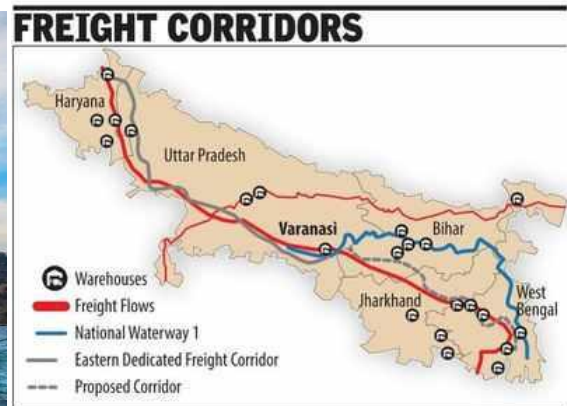 FREIGHT CORRIDORS
Haryana
Uttar Pradesh
Varanasi
Bihar
Jharkhand
West
Bengal
Warehouses
Freight Flows
National Waterway 1
Eastern Dedicated Freight Corridor
Proposed Corridor